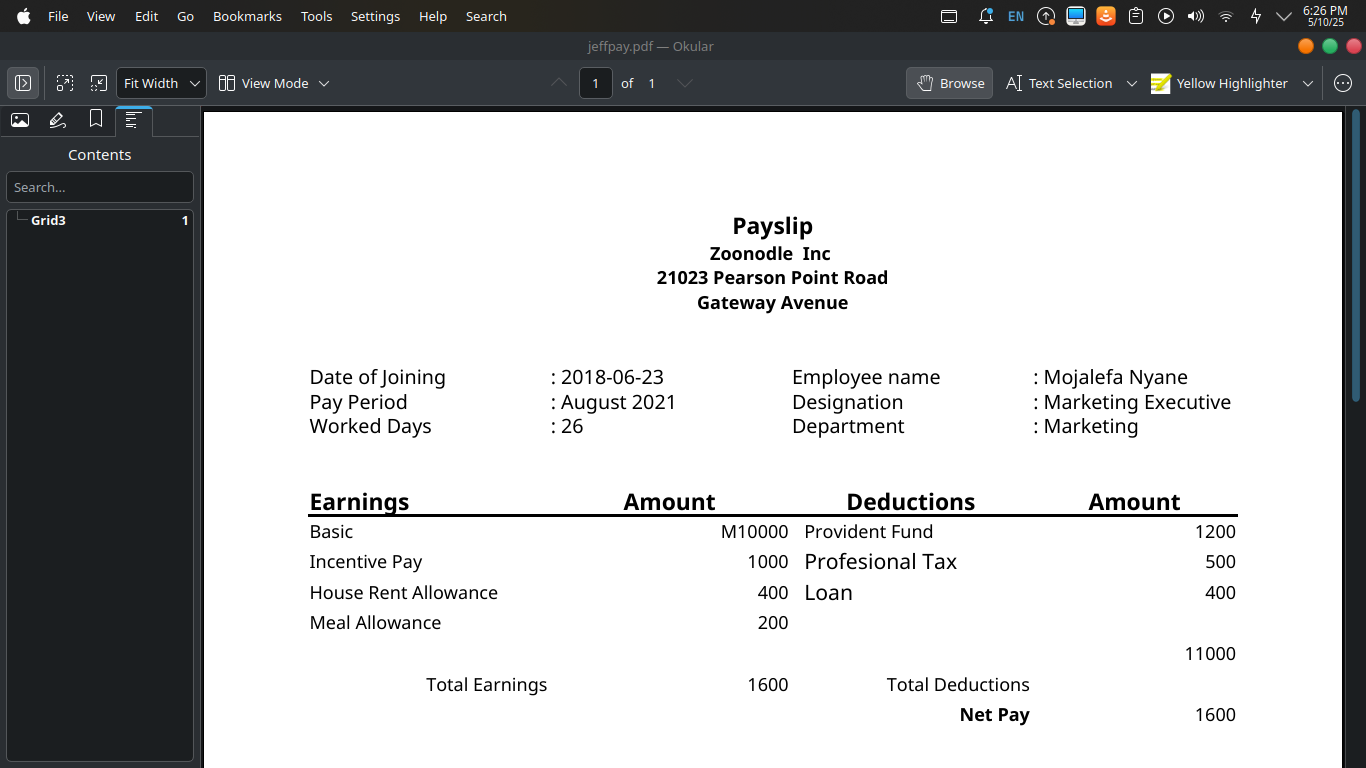 File View Edit Go Bookmarks Tools Settings Help Search EN 6:26 PM
5/10/25
jeffpay.pdf — Okular
Fit Width View Mode 1 of 1 Browse Text Selection Yellow Highlighter
Contents
Search...
Grid3 1
Payslip
Zoonodle  Inc
21023 Pearson Point Road
Gateway Avenue
Date of Joining : 2018-06-23 Employee name : Mojalefa Nyane
Pay Period : August 2021 Designation : Marketing Executive
Worked Days : 26 Department : Marketing
Earnings Amount Deductions Amount
Basic M10000 Provident Fund 1200
Incentive Pay 1000 Profesional Tax 500
House Rent Allowance 400 Loan 400
Meal Allowance 200
11000
Total Earnings 1600 Total Deductions
Net Pay 1600